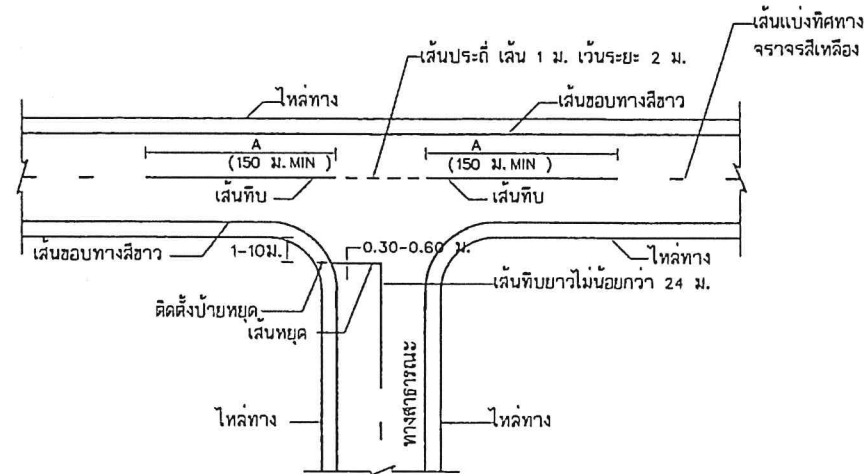 เส้นแบ่งทิศทาง
จราจรสีเหลือง
เส้นประถี่ เส้น 1 ม. เว้นระยะ 2 ม.
ไหล่ทาง
เส้นขอบทางสีขาว
A
(150 ม. MIN )
A
(150 ม. MIN )
เส้นทึบ
เส้นทึบ
เส้นขอบทางสีขาว
1-10ม.
0.30-0.60 ม.
ไหล่ทาง
เส้นทึบยาวไม่น้อยกว่า 24 ม.
ติดตั้งป้ายหยุด
เส้นหยุด
ทางสาธารณะ
ไหล่ทาง
ไหล่ทาง